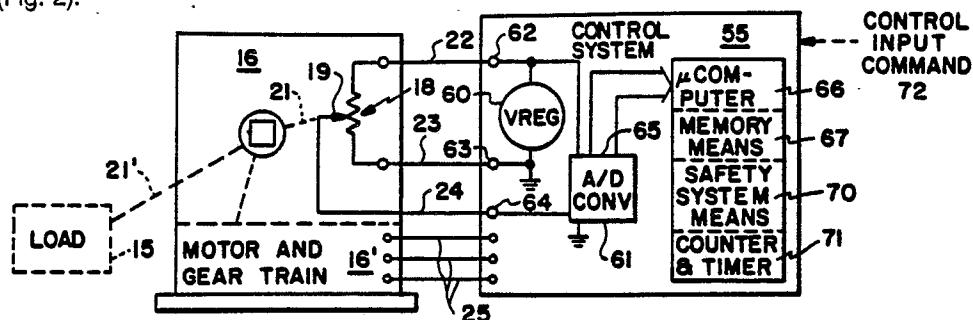 (Fig. 2).
CONTROL
INPUT
COMMAND
72
CONTROL
SYSTEM
55
16
19
21
18
22
62
60
VREG
23
63
24
64
65
A/D
CONV
61
μ COM-
PUTER
66
MEMORY
MEANS
67
SAFETY
SYSTEM
MEANS
70
COUNTER
& TIMER
71
21'
LOAD
15
MOTOR AND
GEAR TRAIN
16'
25